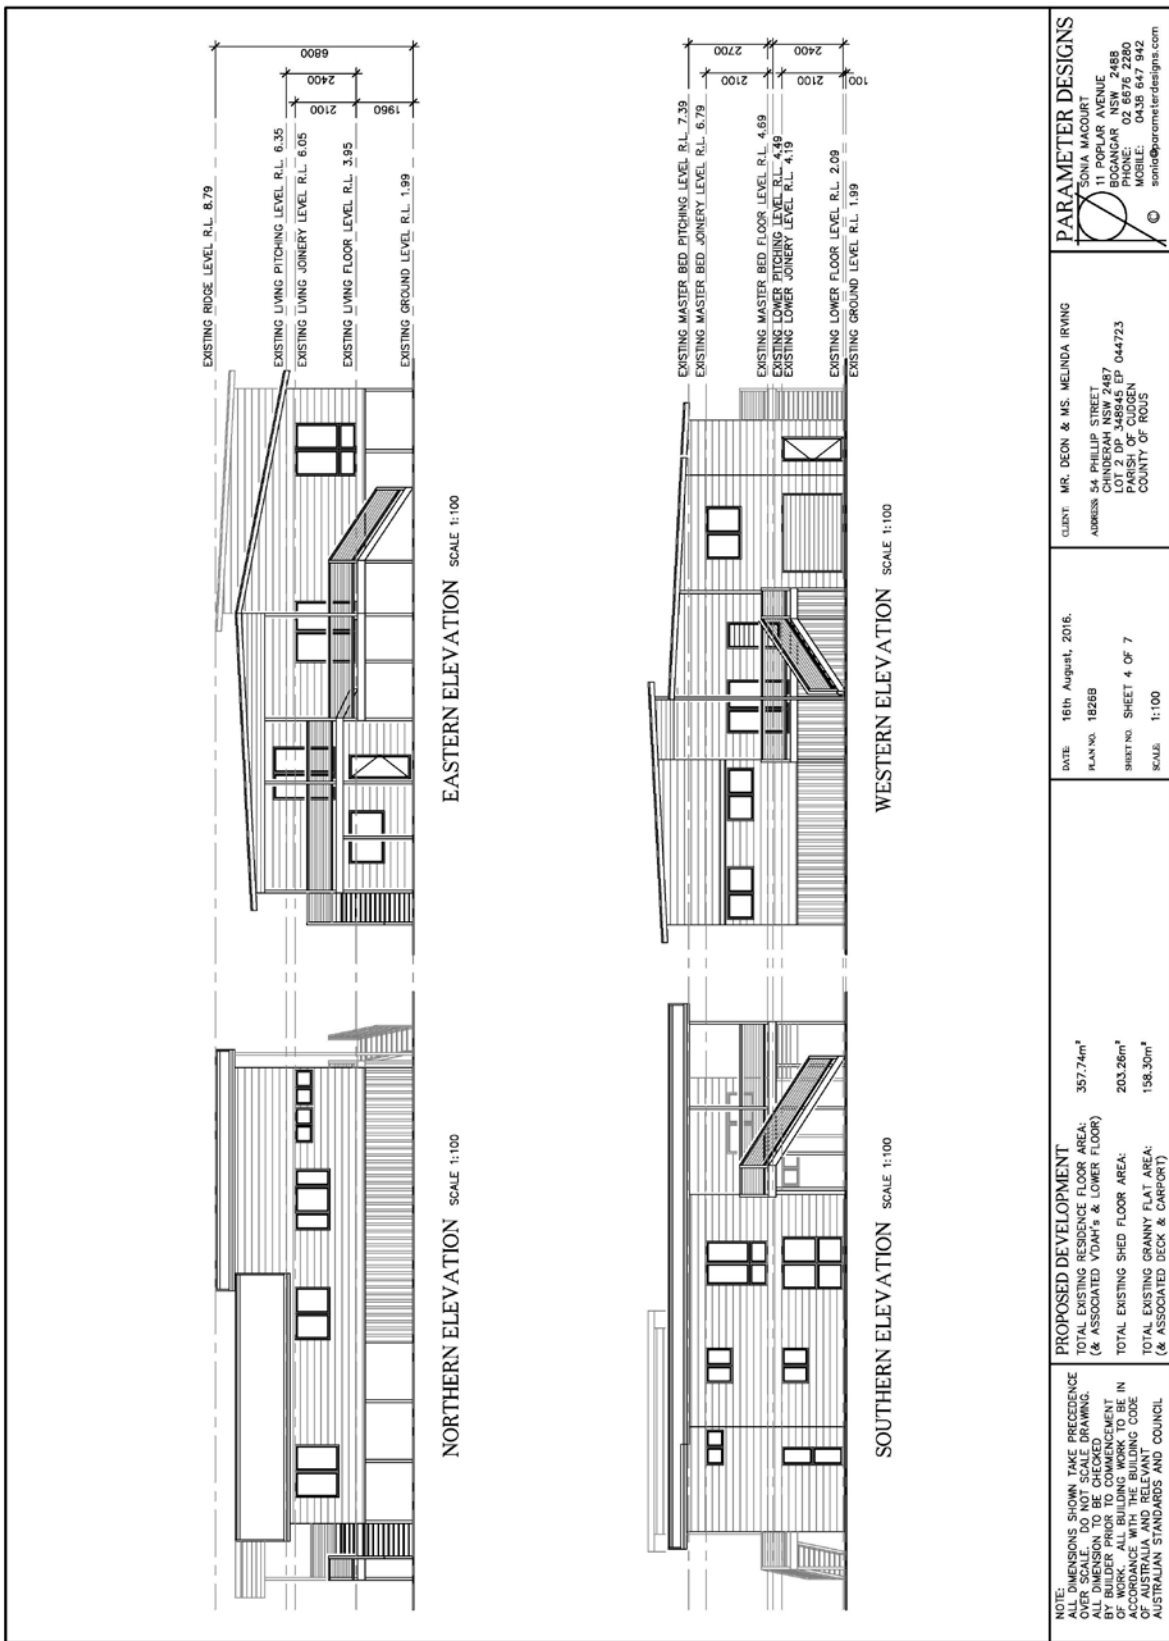 EXISTING RIDGE LEVEL R.L. 8.79
EXISTING LIVING PITCHING LEVEL R.L. 6.35
EXISTING LIVING JOINERY LEVEL R.L. 6.05
EXISTING LIVING FLOOR LEVEL R.L. 3.95
EXISTING GROUND LEVEL R.L. 1.99
6800
2400
2100
1960
NORTHERN ELEVATION SCALE 1:100
EASTERN ELEVATION SCALE 1:100
EXISTING MASTER BED PITCHING LEVEL R.L. 7.39
EXISTING MASTER BED JOINERY LEVEL R.L. 6.79
EXISTING MASTER BED FLOOR LEVEL R.L. 4.69
EXISTING LOWER PITCHING LEVEL R.L. 4.49
EXISTING LOWER JOINERY LEVEL R.L. 4.19
EXISTING LOWER FLOOR LEVEL R.L. 2.09
EXISTING GROUND LEVEL R.L. 1.99
2700
2100
2400
2100
100
SOUTHERN ELEVATION SCALE 1:100
WESTERN ELEVATION SCALE 1:100
NOTE:
ALL DIMENSIONS SHOWN TAKE PRECEDENCE
OVER SCALE. DO NOT SCALE DRAWING.
ALL DIMENSION TO BE CHECKED
BY BUILDER PRIOR TO COMMENCEMENT
OF WORK. ALL BUILDING WORK TO BE IN
ACCORDANCE WITH THE BUILDING CODE
OF AUSTRALIA AND RELEVANT
AUSTRALIAN STANDARDS AND COUNCIL
PROPOSED DEVELOPMENT
TOTAL EXISTING RESIDENCE FLOOR AREA: 357.74m²
(& ASSOCIATED V'DAH's & LOWER FLOOR)
TOTAL EXISTING SHED FLOOR AREA: 203.26m²
TOTAL EXISTING GRANNY FLAT AREA: 158.30m²
(& ASSOCIATED DECK & CARPORT)
DATE: 16th August, 2016.
PLAN NO. 1826B
SHEET NO. SHEET 4 OF 7
SCALE: 1:100
CLIENT: MR. DEON & MS. MELINDA IRVING
ADDRESS: 54 PHILLIP STREET
CHINDERAH NSW 2487
LOT 2 DP 348945 EP 044723
PARISH OF CUDGEN
COUNTY OF ROUS
PARAMETER DESIGNS
SONIA MACOURT
11 POPLAR AVENUE
BOGANGAR NSW 2488
PHONE: 02 6676 2280
MOBILE: 0438 647 942
© sonia@parameterdesigns.com